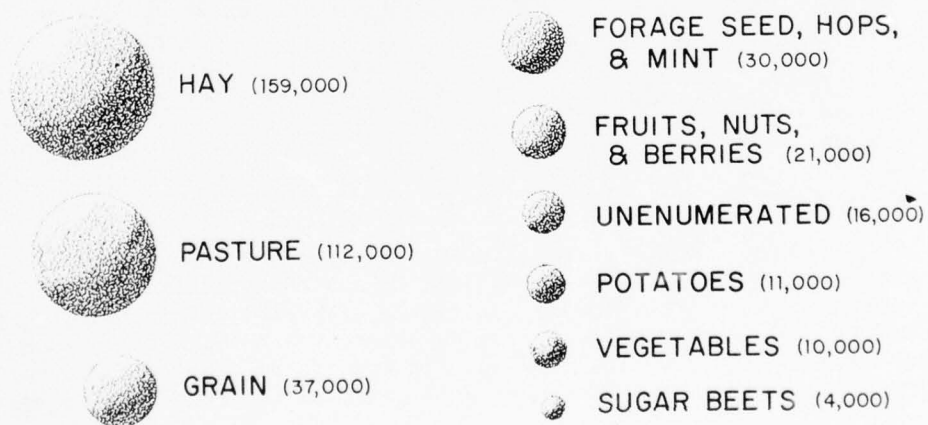 HAY (159,000)
PASTURE (112,000)
GRAIN (37,000)
FORAGE SEED, HOPS,
& MINT (30,000)
FRUITS, NUTS,
& BERRIES (21,000)
UNENUMERATED (16,000)
POTATOES (11,000)
VEGETABLES (10,000)
SUGAR BEETS (4,000)